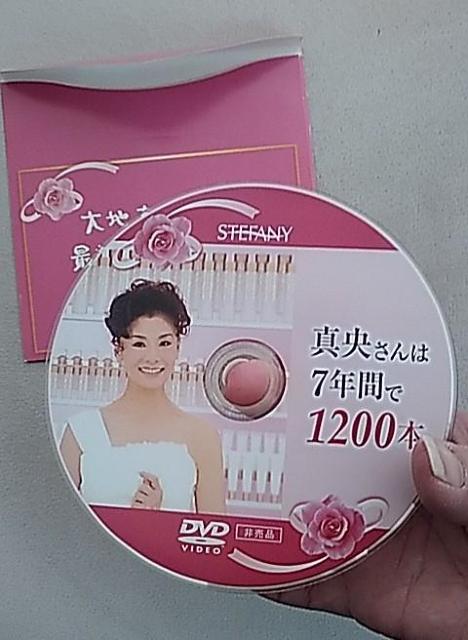 大地
最
STEFANY
真央さんは
7年間で
1200本
DVD
VIDEO
非売品